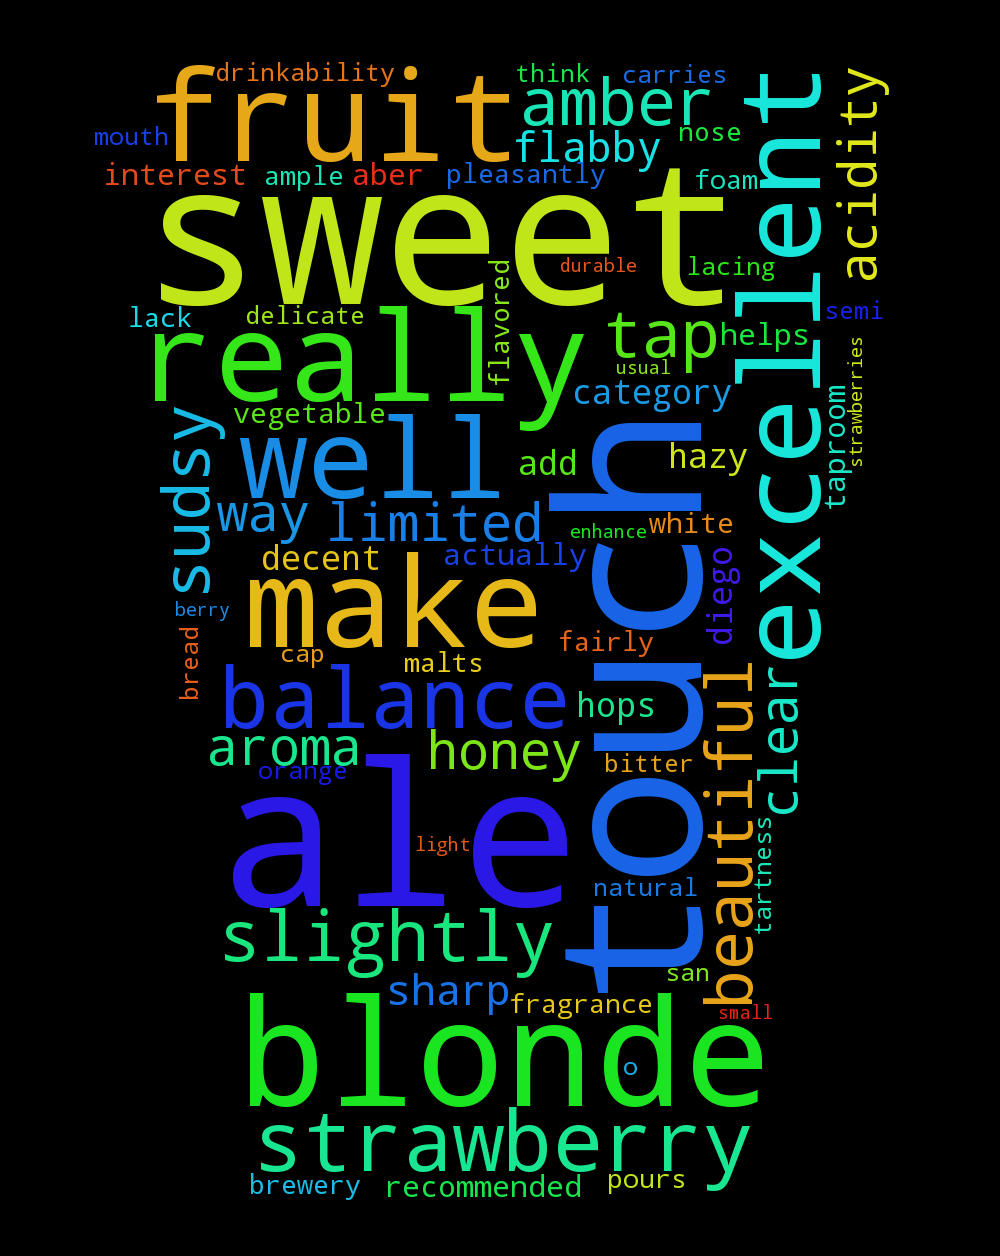 drinkability
think
carries
fruit
amber
mouth
flabby
nose
interest
ample
aber
pleasantly
foam
acidity
sweet
excellent
durable
lacing
flavored
lack
delicate
semi
really
tap
helps
usual
category
strawberries
taproom
vegetable
sudsy
well
add
hazy
way
limited
enhance
white
touch
decent
actually
diego
make
berry
bread
cap
malts
fairly
balance
hops
beautiful
clear
aroma
honey
orange
bitter
ale
light
tartness
natural
slightly
san
sharp
fragrance
small
blonde
o
strawberry
brewery
recommended
pours